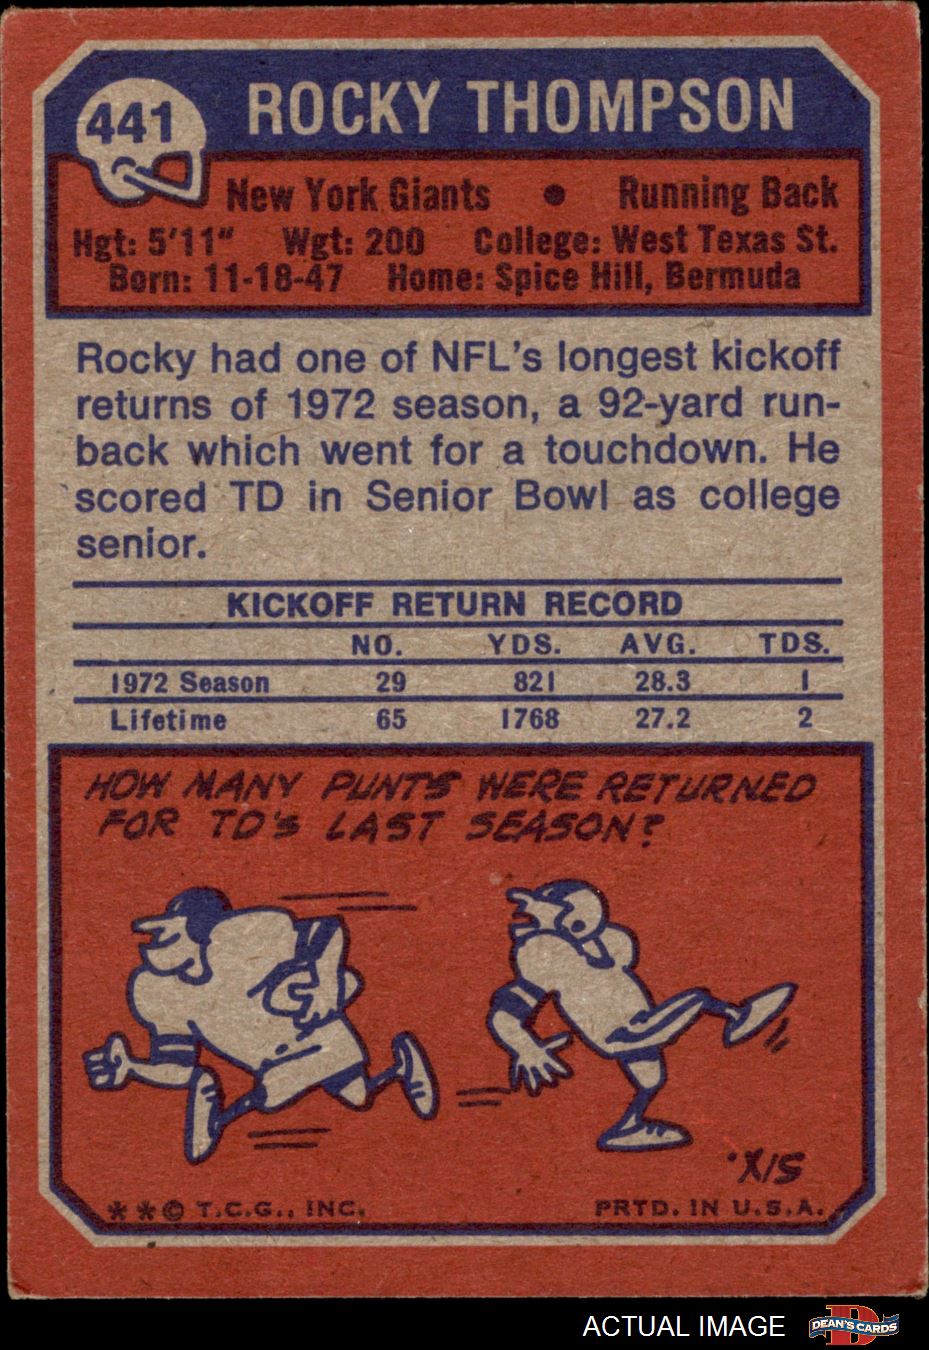 441
ROCKY THOMPSON
New York Giants • Running Back
Hgt: 5'11" Wgt: 200 College: West Texas St.
Born: 11-18-47 Home: Spice Hill, Bermuda
Rocky had one of NFL's longest kickoff
returns of 1972 season, a 92-yard run-
back which went for a touchdown. He
scored TD in Senior Bowl as college
senior.
KICKOFF RETURN RECORD
NO. YDS. AVG. TDS.
1972 Season 29 821 28.3 1
Lifetime 65 1768 27.2 2
HOW MANY PUNTS WERE RETURNED
FOR TD'S LAST SEASON?
·XIS
* * © T.C.G., INC. PRTD. IN U.S.A.
ACTUAL IMAGE D DEAN'S CARDS